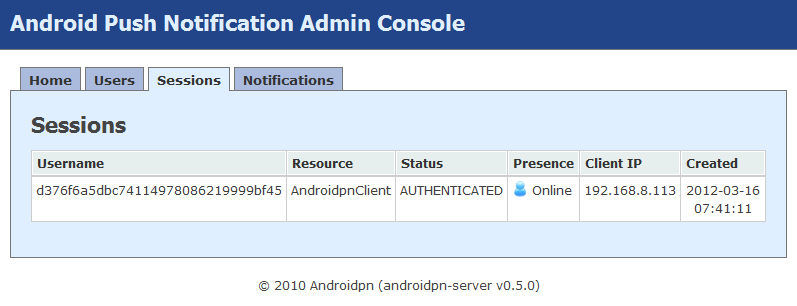 Android Push Notification Admin Console
Home Users Sessions Notifications
Sessions
Username Resource Status Presence Client IP Created
d376f6a5dbc74114978086219999bf45 AndroidpnClient AUTHENTICATED Online 192.168.8.113 2012-03-16
07:41:11
© 2010 Androidpn (androidpn-server v0.5.0)